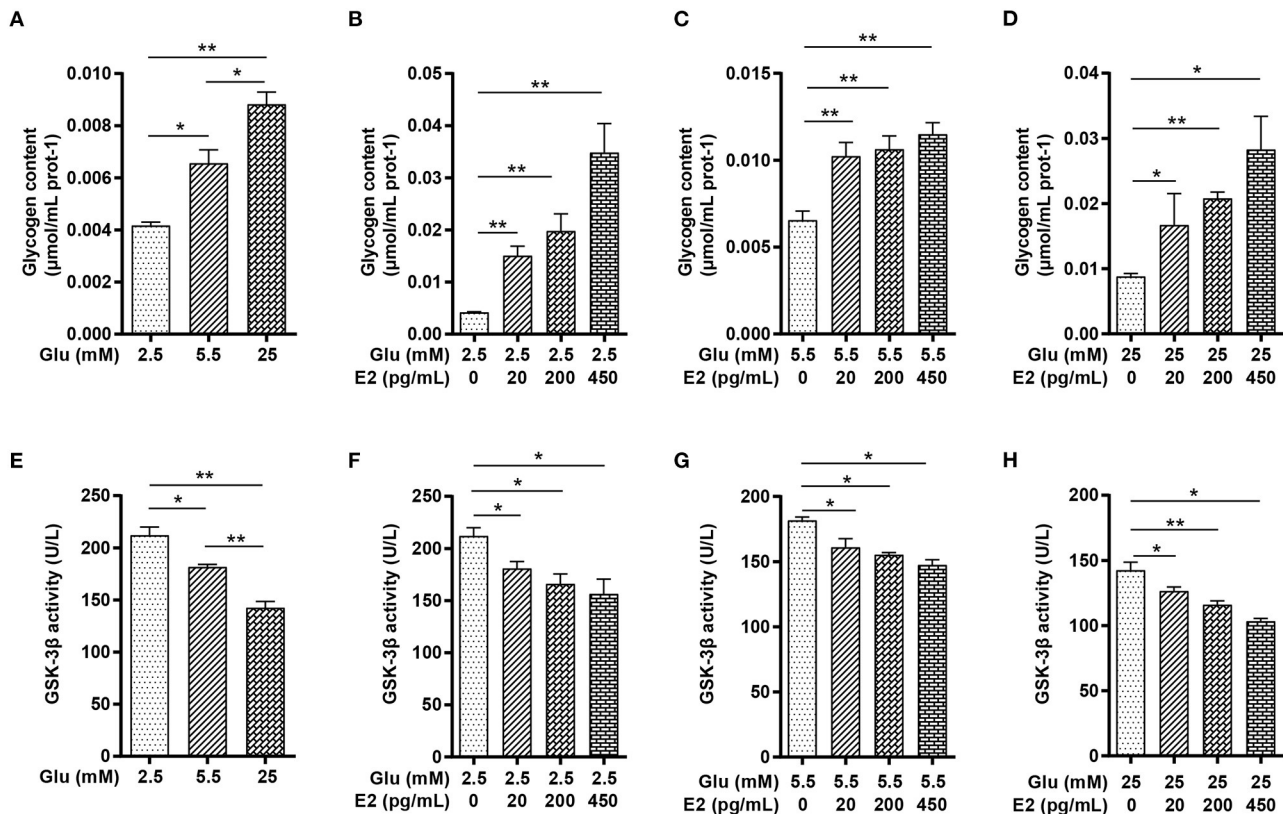 A
**
*
*
0.010
0.008
0.006
0.004
0.002
0.000
Glycogen content
(μmol/mL prot-1)
Glu (mM) 2.5 5.5 25
B
**
**
**
0.05
0.04
0.03
0.02
0.01
0.00
Glycogen content
(μmol/mL prot-1)
Glu (mM) 2.5 2.5 2.5 2.5
E2 (pg/mL) 0 20 200 450
C
**
**
**
0.015
0.010
0.005
0.000
Glycogen content
(μmol/mL prot-1)
Glu (mM) 5.5 5.5 5.5 5.5
E2 (pg/mL) 0 20 200 450
D
*
**
*
0.04
0.03
0.02
0.01
0.00
Glycogen content
(μmol/mL prot-1)
Glu (mM) 25 25 25 25
E2 (pg/mL) 0 20 200 450
E
**
*
**
250
200
150
100
50
0
GSK-3β activity (U/L)
Glu (mM) 2.5 5.5 25
F
*
*
*
250
200
150
100
50
0
GSK-3β activity (U/L)
Glu (mM) 2.5 2.5 2.5 2.5
E2 (pg/mL) 0 20 200 450
G
*
*
*
200
150
100
50
0
GSK-3β activity (U/L)
Glu (mM) 5.5 5.5 5.5 5.5
E2 (pg/mL) 0 20 200 450
H
*
**
*
200
150
100
50
0
GSK-3β activity (U/L)
Glu (mM) 25 25 25 25
E2 (pg/mL) 0 20 200 450